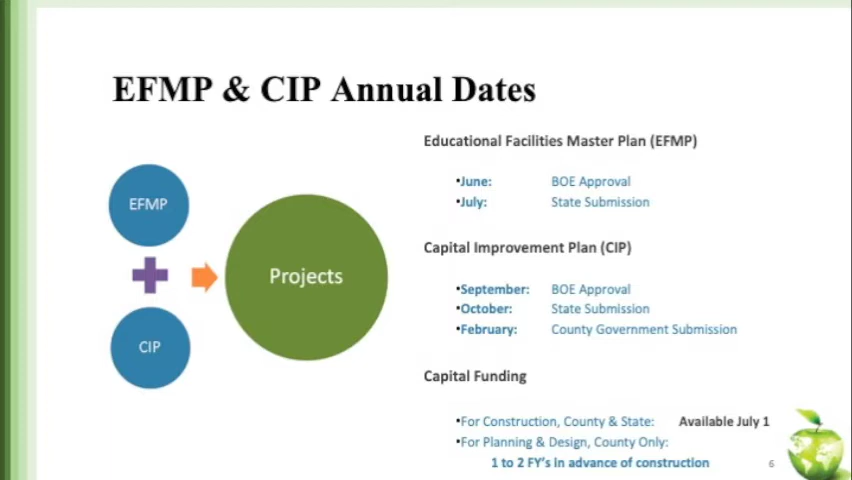 EFMP & CIP Annual Dates
Educational Facilities Master Plan (EFMP)
•June: BOE Approval
•July: State Submission
EFMP
Capital Improvement Plan (CIP)
Projects
•September: BOE Approval
•October: State Submission
•February: County Government Submission
CIP
Capital Funding
•For Construction, County & State: Available July 1
•For Planning & Design, County Only:
1 to 2 FY's in advance of construction
6